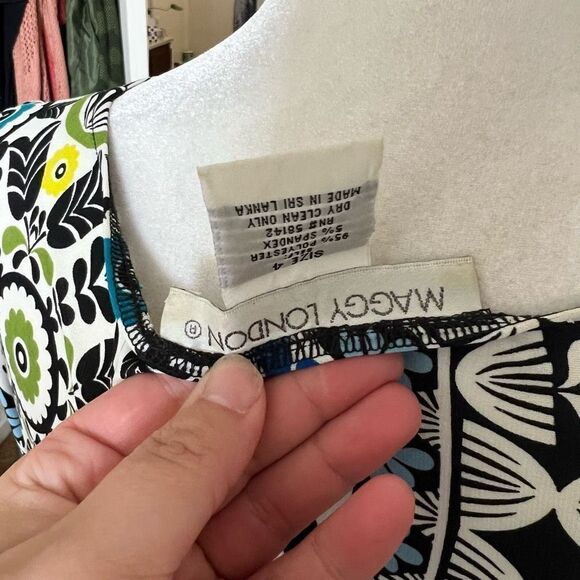 MAGGY LONDON ®
SIZE 4
95% POLYESTER
5% SPANDEX
RN# 58142
DRY CLEAN ONLY
MADE IN SRI LANKA